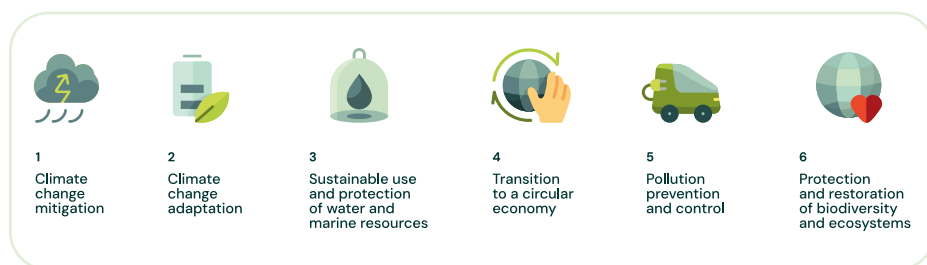 1
Climate
change
mitigation
2
Climate
change
adaptation
3
Sustainable use
and protection
of water and
marine resources
4
Transition
to a circular
economy
5
Pollution
prevention
and control
6
Protection
and restoration
of biodiversity
and ecosystems